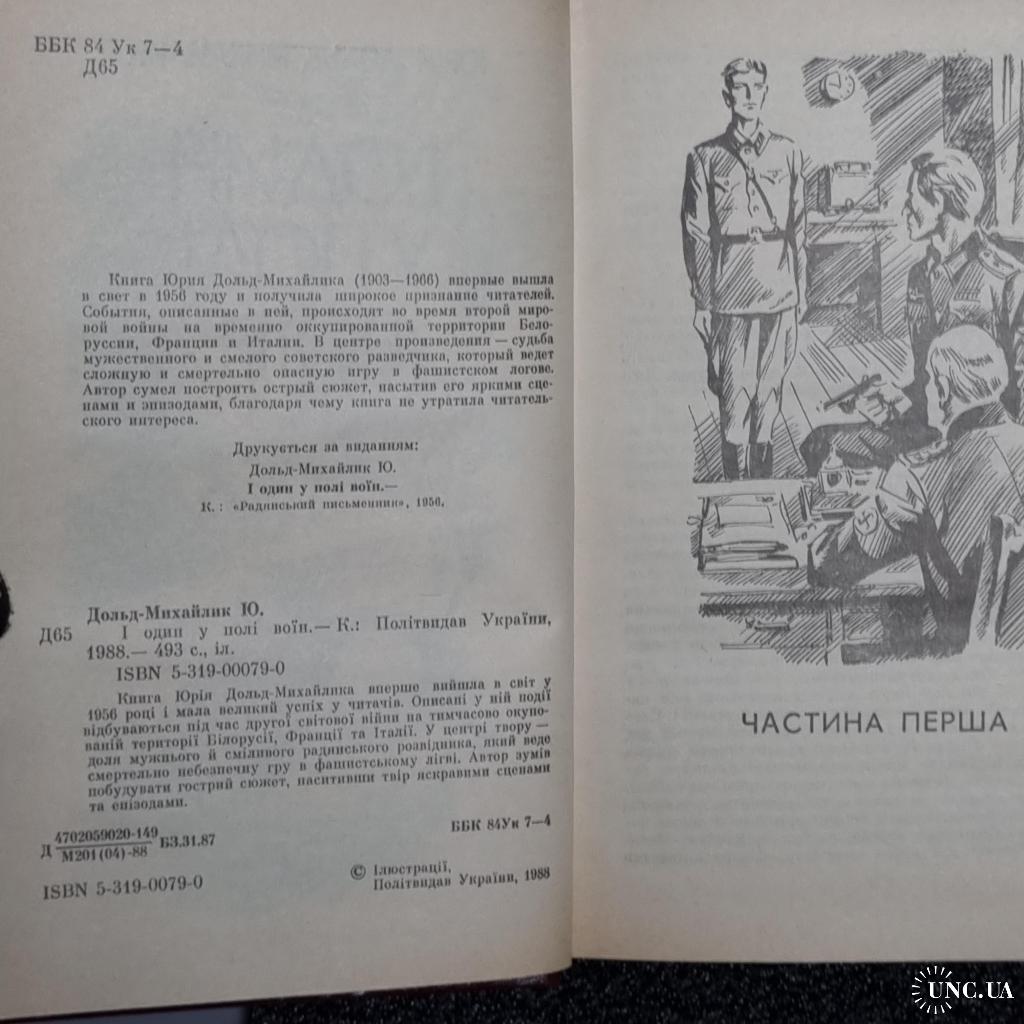 ББК 84 Ук 7—4
Д65
Книга Юрия Дольд-Михайлика (1903—1966) впервые вышла
в свет в 1956 году и получила широкое признание читателей.
События, описанные в ней, происходят во время второй миро-
вой войны на временно оккупированной территории Бело-
руссии, Франции и Италии. В центре произведения — судьба
мужественного и смелого советского разведчика, который ведет
сложную и смертельно опасную игру в фашистском логове.
Автор сумел построить острый сюжет, насытив его яркими сце-
нами и эпизодами, благодаря чему книга не утратила читатель-
ского интереса.
Друкується за виданням:
Дольд-Михайлик Ю.
І один у полі воїн.—
К.: «Радянський письменник», 1956.
Дольд-Михайлик Ю.
Д65 І один у полі воїн.— К.: Політвидав України,
1988.— 493 с., іл.
ISBN 5-319-00079-0
Книга Юрія Дольд-Михайлика вперше вийшла в світ у
1956 році і мала великий успіх у читачів. Описані у ній події
відбуваються під час другої світової війни на тимчасово окупо-
ваній території Білорусії, Франції та Італії. У центрі твору —
доля мужнього й сміливого радянського розвідника, який веде
смертельно небезпечну гру в фашистському лігві. Автор зумів
побудувати гострий сюжет, наситивши твір яскравими сценами
та епізодами.
Д 4702059020-149 БЗ.31.87
М201(04)-88
ББК 84Ук 7—4
ISBN 5-319-0079-0
© Ілюстрації,
Політвидав України, 1988
ЧАСТИНА ПЕРША
UNC.UA